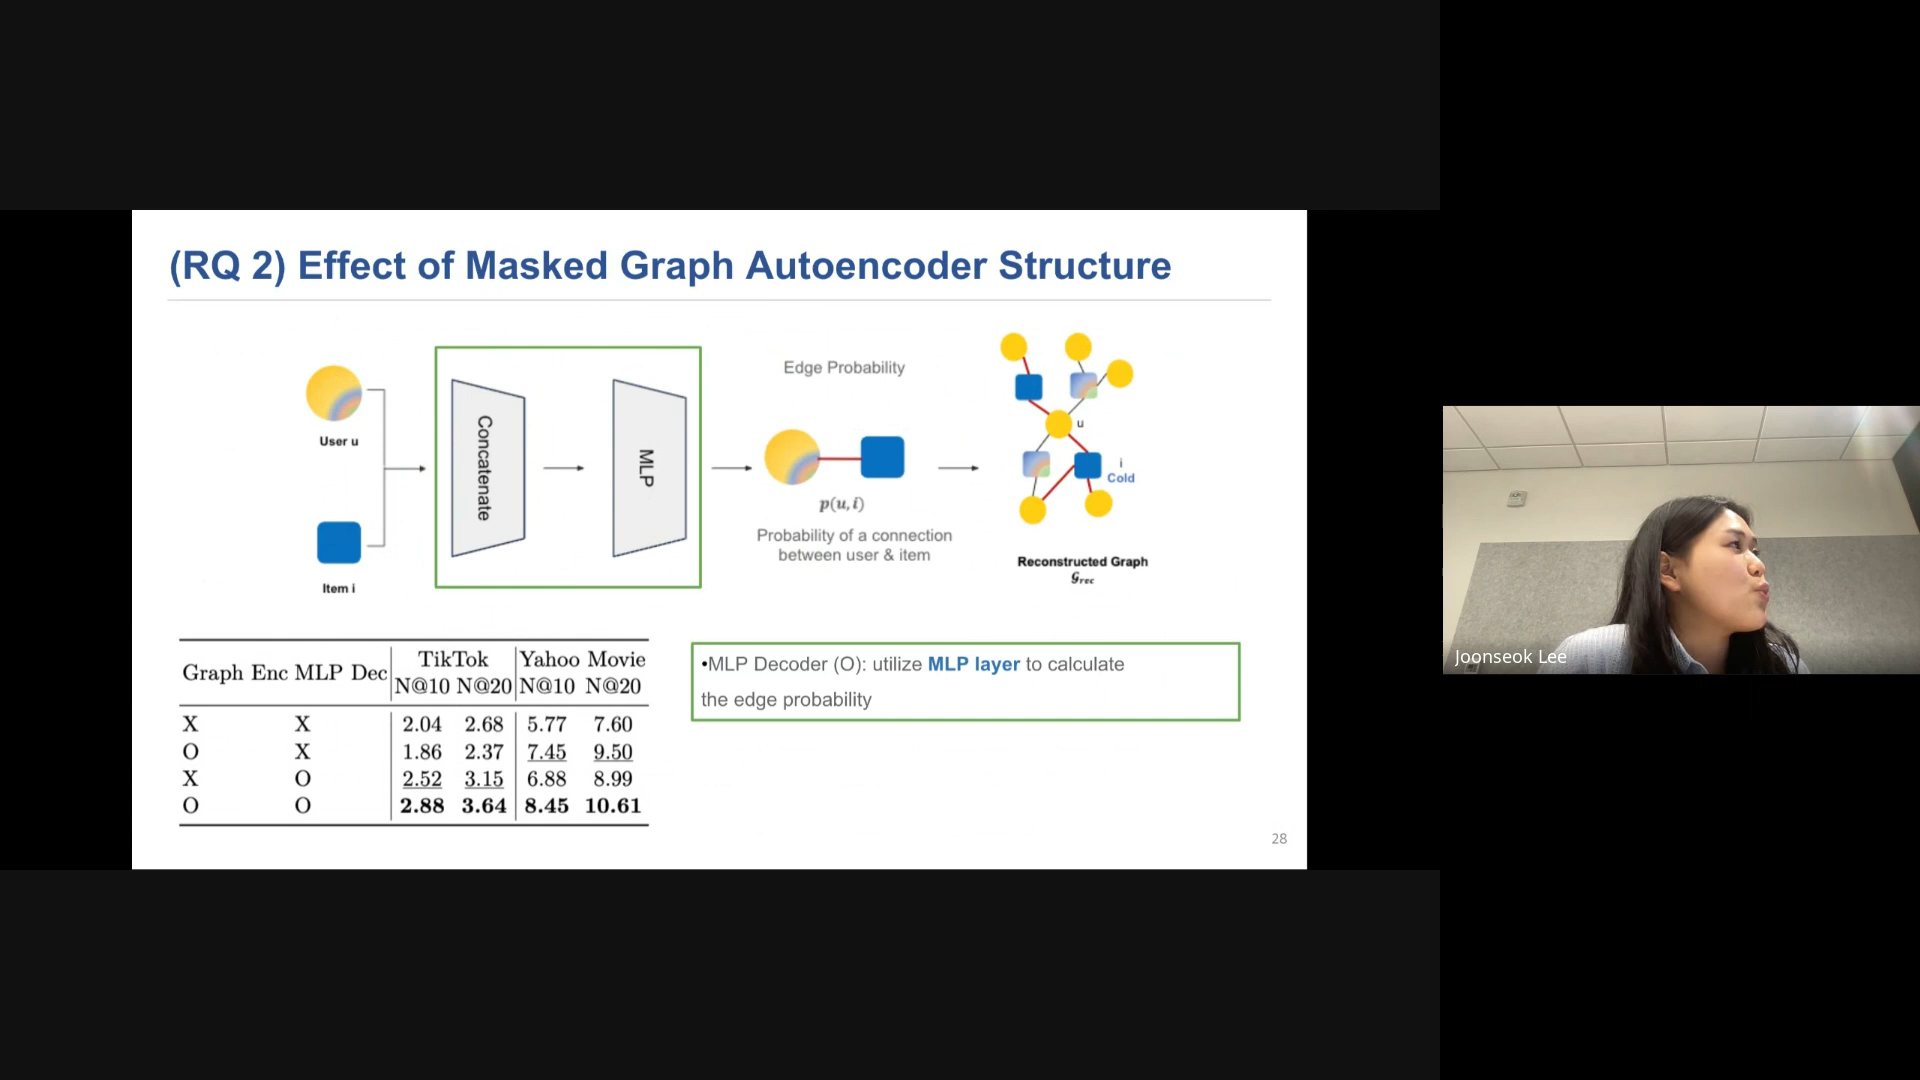 (RQ 2) Effect of Masked Graph Autoencoder Structure
User u
Item i
Concatenate
MLP
Edge Probability
p(u,i)
Probability of a connection
between user & item
u
i
Cold
Reconstructed Graph
𝒢rec
Graph Enc MLP Dec TikTok Yahoo Movie
N@10 N@20 N@10 N@20
X X 2.04 2.68 5.77 7.60
O X 1.86 2.37 7.45 9.50
X O 2.52 3.15 6.88 8.99
O O 2.88 3.64 8.45 10.61
•MLP Decoder (O): utilize MLP layer to calculate
the edge probability
28
Joonseok Lee